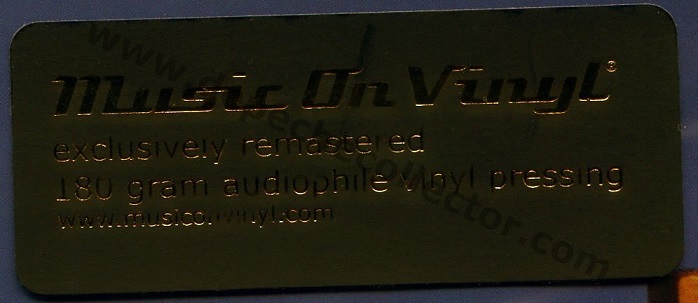 Music On Vinyl®
exclusively remastered
180 gram audiophile vinyl pressing
www.musiconvinyl.com